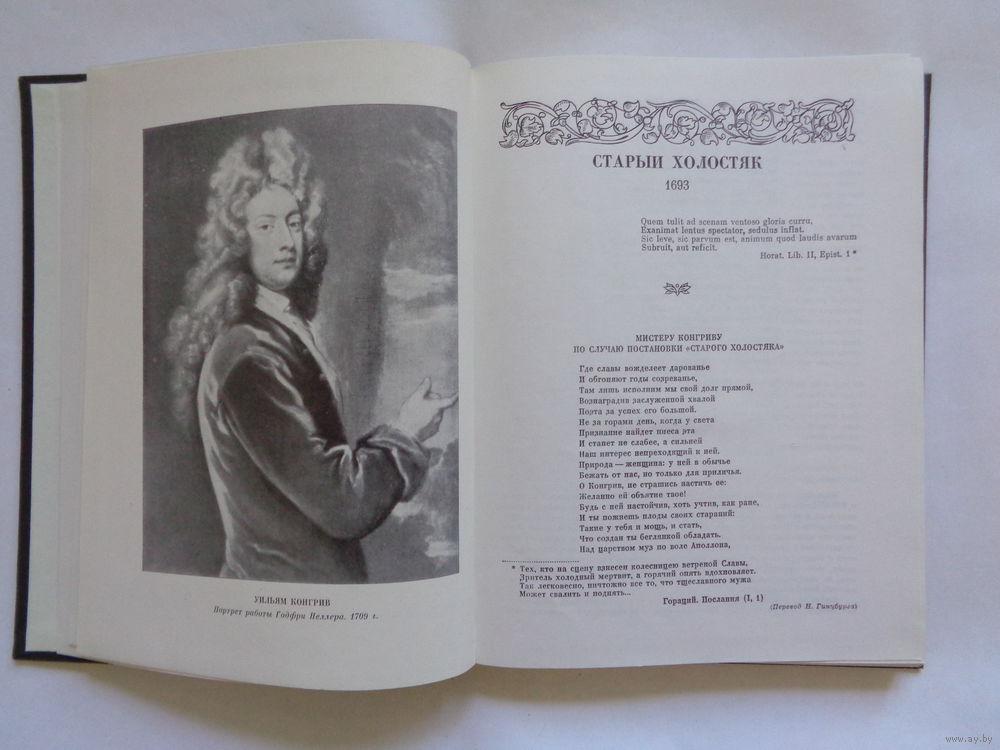 УИЛЬЯМ КОНГРИВ
Портрет работы Годфри Неллера. 1709 г.
СТАРЫЙ ХОЛОСТЯК
1693
Quem tulit ad scenam ventoso gloria curru,
Exanimat lentus spectator, sedulus inflat.
Sic leve, sic parvum est, animum quod laudis avarum
Subruit, aut reficit.
Horat. Lib. II, Epist. 1 *
МИСТЕРУ КОНГРИВУ
ПО СЛУЧАЮ ПОСТАНОВКИ «СТАРОГО ХОЛОСТЯКА»
Где славы вожделеет дарованье
И обгоняют годы созреванье,
Там лишь исполним мы свой долг прямой,
Вознаградив заслуженной хвалой
Поэта за успех его большой.
Не за горами день, когда у света
Признание найдет пиеса эта
И станет не слабее, а сильней
Наш интерес непреходящий к ней.
Природа — женщина: у ней в обычье
Бежать от нас, но только для приличья.
О Конгрив, не страшись настичь ее:
Желанно ей объятие твое!
Будь с ней настойчив, хоть учтив, как ране,
И ты пожнешь плоды своих стараний:
Такие у тебя и мощь, и стать,
Что создан ты беглянкой обладать.
Над царством муз по воле Аполлона,
* Тех, кто на сцену взнесен колесницею ветреной Славы,
Зритель холодный мертвит, а горячий опять вдохновляет.
Так легковесно, ничтожно все то, что тщеславного мужа
Может свалить и поднять...
Гораций. Послания (I, 1)
(Перевод Н. Гинцбурга)
www.ay.by